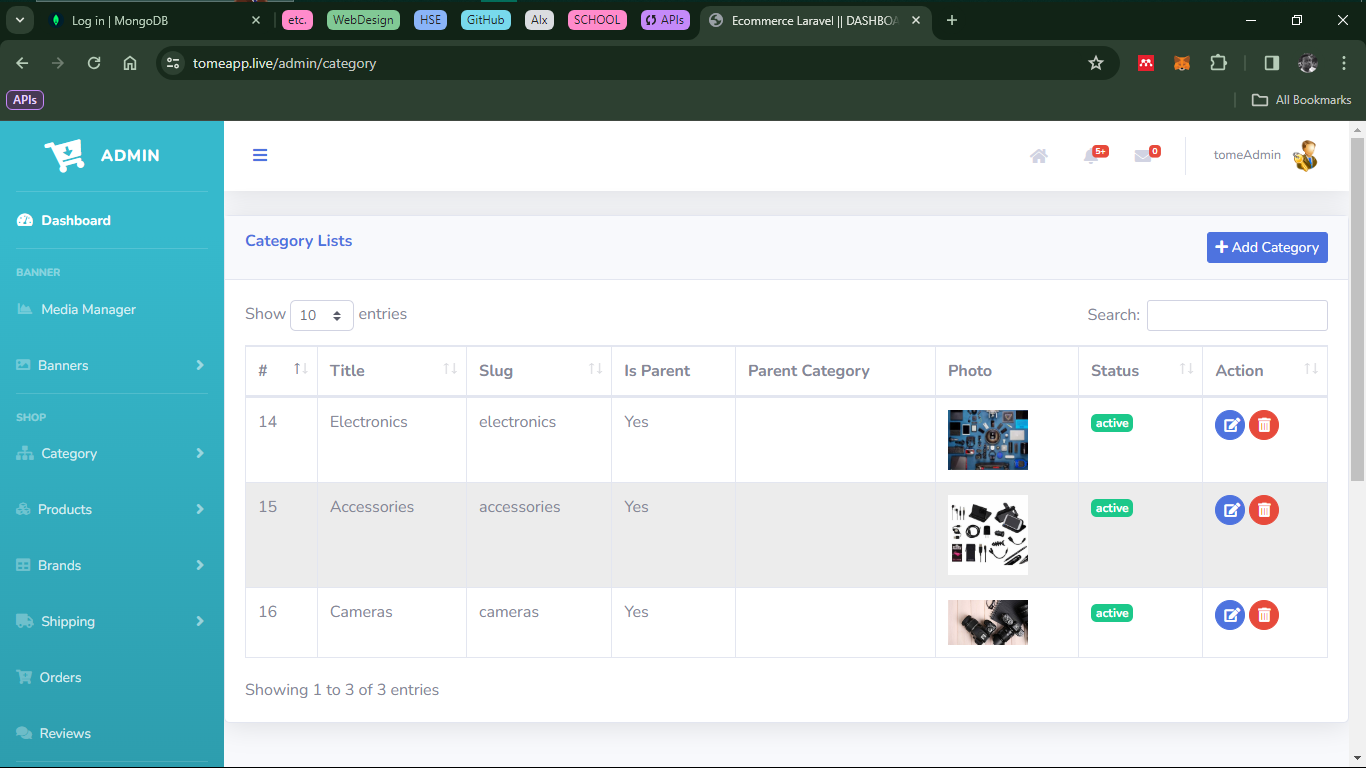 Log in | MongoDB
etc.
WebDesign
HSE
GitHub
Alx
SCHOOL
APIs
Ecommerce Laravel || DASHBOA
tomeapp.live/admin/category
APIs
All Bookmarks
ADMIN
5+
0
tomeAdmin
Dashboard
BANNER
Media Manager
Banners
SHOP
Category
Products
Brands
Shipping
Orders
Reviews
Category Lists
Add Category
Show 10 entries
Search:
# Title Slug Is Parent Parent Category Photo Status Action
14 Electronics electronics Yes active
15 Accessories accessories Yes active
16 Cameras cameras Yes active
Showing 1 to 3 of 3 entries